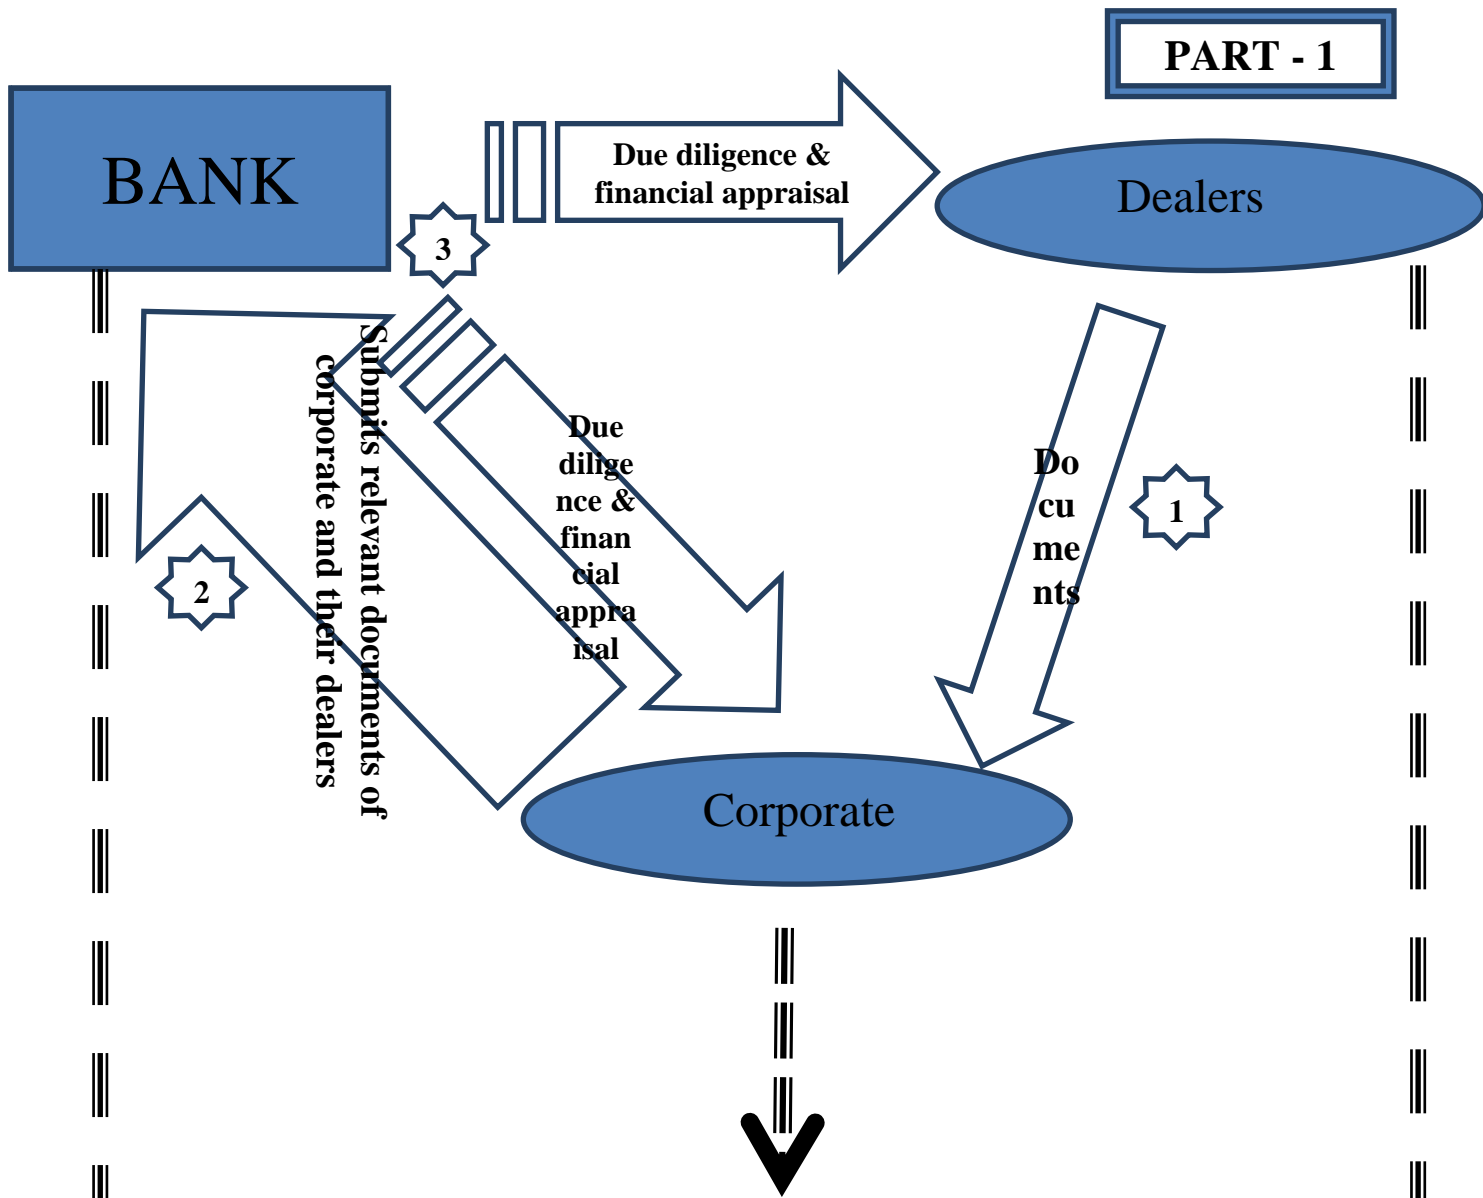 PART - 1
BANK
Due diligence &
financial appraisal
Dealers
3
Submits relevant documents of
corporate and their dealers
Due
dilige
nce &
finan
cial
appra
isal
Do
cu
me
nts
1
2
Corporate